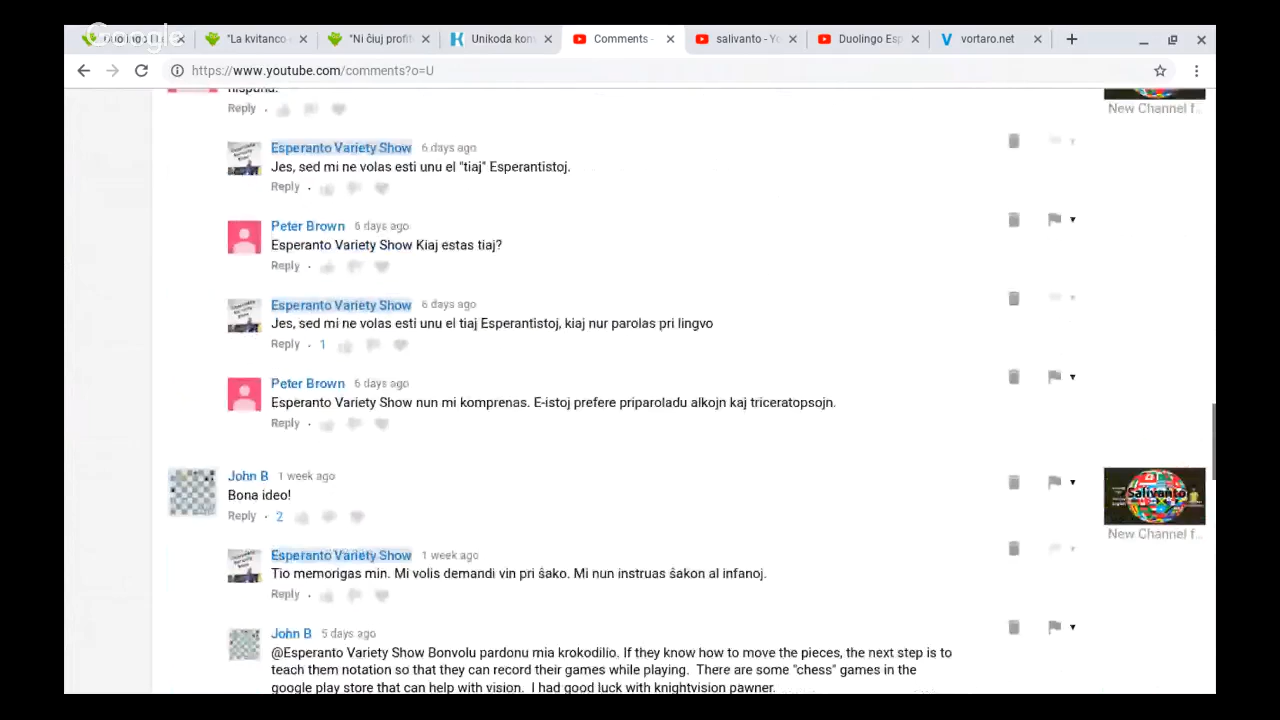 Google
"La kvitanco
"Ni ĉiuj profit
Unikoda kom
Comments -
salivanto - Yo
Duolingo Esp
vortaro.net
https://www.youtube.com/comments?o=U
Reply
New Channel f...
Esperanto Variety Show 6 days ago
Jes, sed mi ne volas esti unu el "tiaj" Esperantistoj.
Reply
Peter Brown 6 days ago
Esperanto Variety Show Kiaj estas tiaj?
Reply
Esperanto Variety Show 6 days ago
Jes, sed mi ne volas esti unu el tiaj Esperantistoj, kiaj nur parolas pri lingvo
Reply · 1
Peter Brown 6 days ago
Esperanto Variety Show nun mi komprenas. E-istoj prefere priparoladu alkojn kaj triceratopsojn.
Reply
John B 1 week ago
Bona ideo!
Reply · 2
Salivanto
New Channel f...
Esperanto Variety Show 1 week ago
Tio memorigas min. Mi volis demandi vin pri ŝako. Mi nun instruas ŝakon al infanoj.
Reply
John B 5 days ago
@Esperanto Variety Show Bonvolu pardonu mia krokodilio. If they know how to move the pieces, the next step is to
teach them notation so that they can record their games while playing. There are some "chess" games in the
google play store that can help with vision. I had good luck with knightvision pawner.